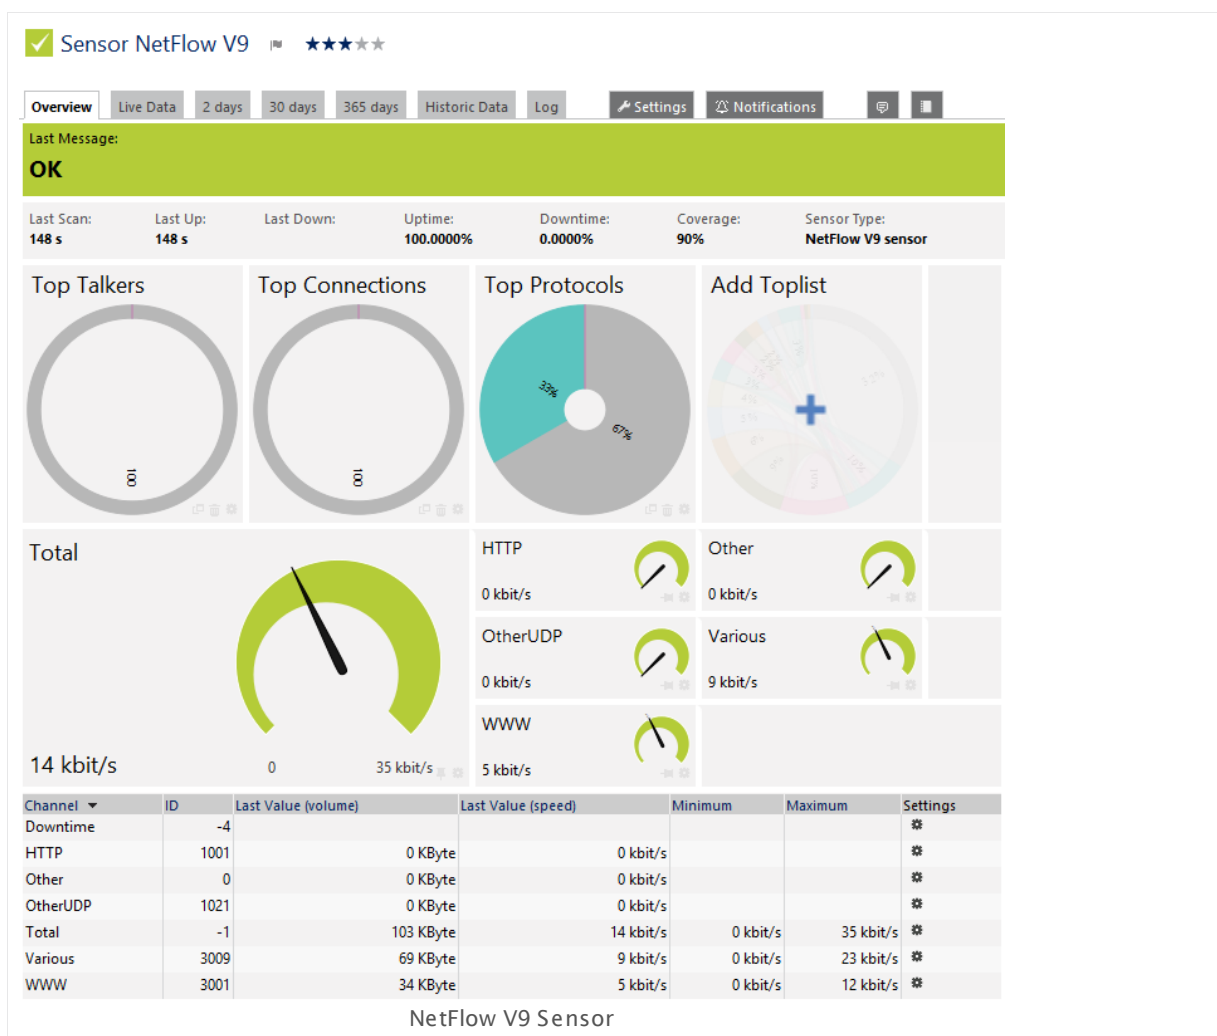 Sensor NetFlow V9
Overview Live Data 2 days 30 days 365 days Historic Data Log Settings Notifications
Last Message:
OK
Last Scan: Last Up: Last Down: Uptime: Downtime: Coverage: Sensor Type:
148 s 148 s 100.0000% 0.0000% 90% NetFlow V9 sensor
Top Talkers Top Connections Top Protocols Add Toplist
33%
67%
100 100
Total
14 kbit/s 0 35 kbit/s
HTTP
0 kbit/s
Other
0 kbit/s
OtherUDP
0 kbit/s
Various
9 kbit/s
WWW
5 kbit/s
Channel ID Last Value (volume) Last Value (speed) Minimum Maximum Settings
Downtime -4
HTTP 1001 0 KByte 0 kbit/s
Other 0 0 KByte 0 kbit/s
OtherUDP 1021 0 KByte 0 kbit/s
Total -1 103 KByte 14 kbit/s 0 kbit/s 35 kbit/s
Various 3009 69 KByte 9 kbit/s 0 kbit/s 23 kbit/s
WWW 3001 34 KByte 5 kbit/s 0 kbit/s 12 kbit/s
NetFlow V9 Sensor